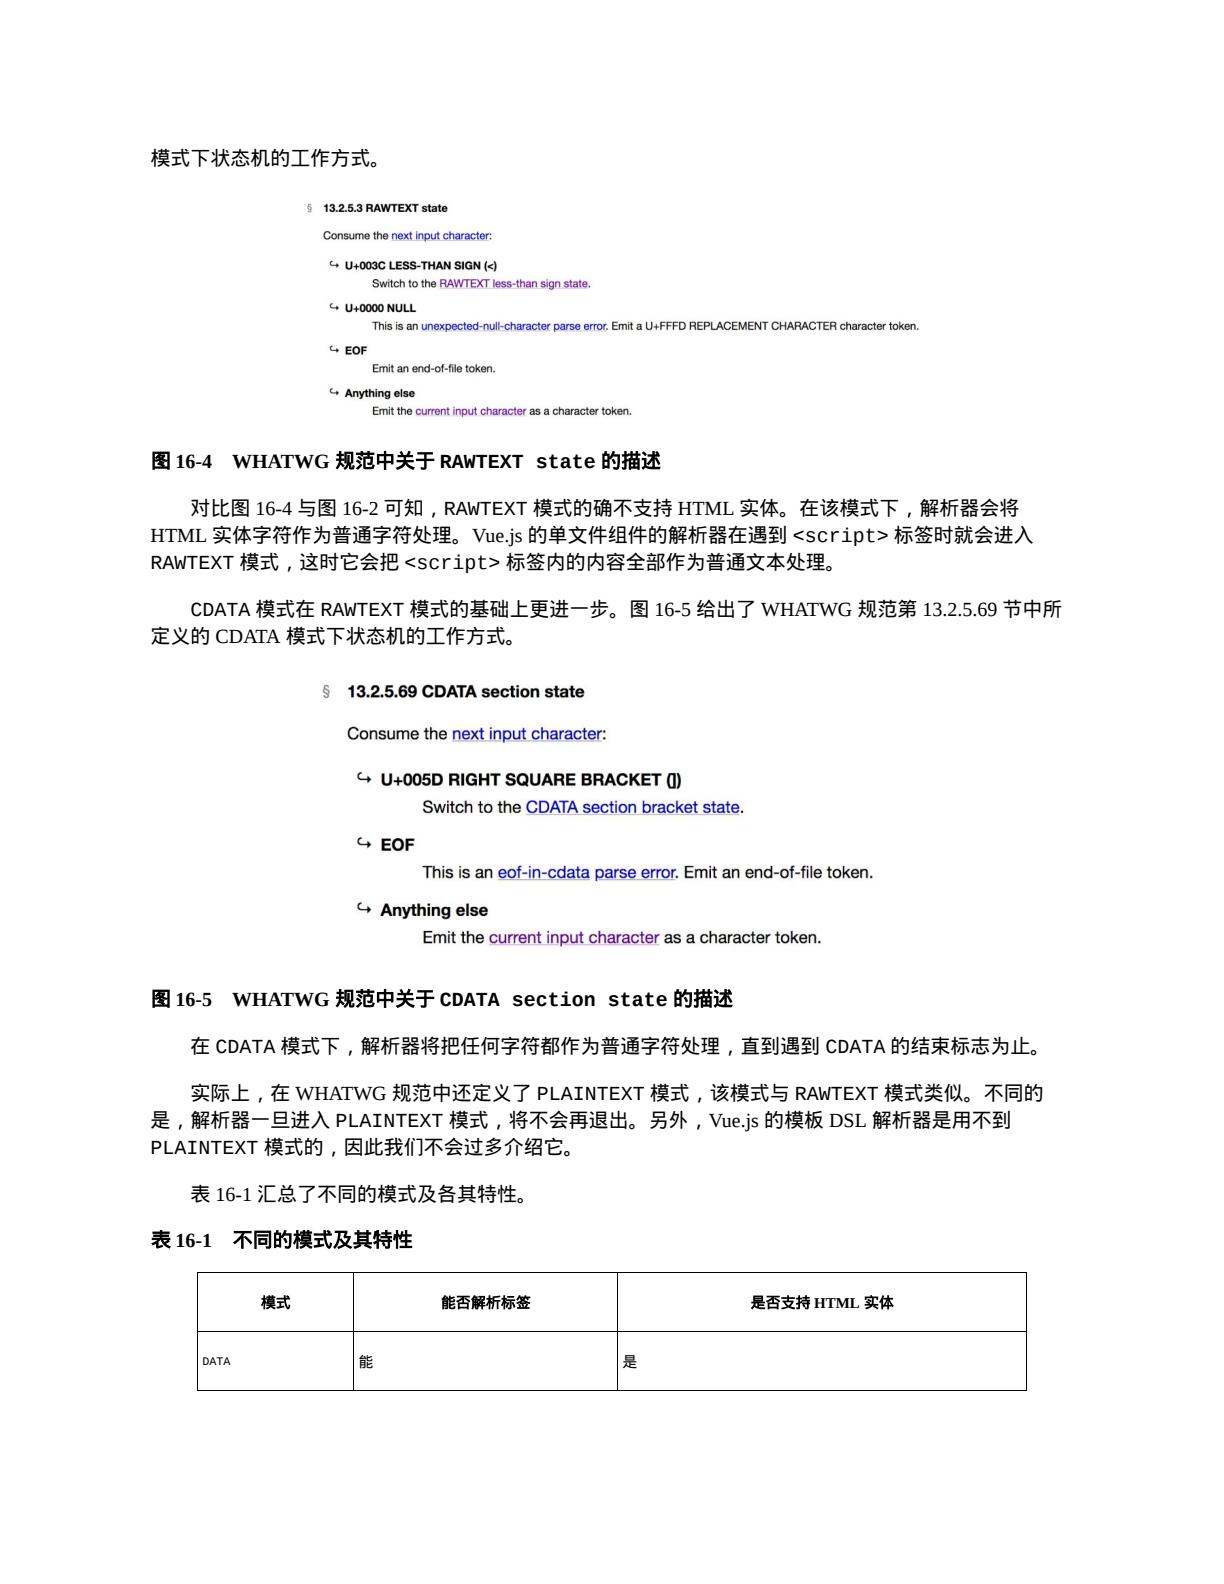 模式下状态机的工作方式。
§ 13.2.5.3 RAWTEXT state
Consume the next input character:
↪ U+003C LESS-THAN SIGN (<)
Switch to the RAWTEXT less-than sign state.
↪ U+0000 NULL
This is an unexpected-null-character parse error. Emit a U+FFFD REPLACEMENT CHARACTER character token.
↪ EOF
Emit an end-of-file token.
↪ Anything else
Emit the current input character as a character token.
图 16-4 WHATWG 规范中关于 RAWTEXT state 的描述
对比图 16-4 与图 16-2 可知，RAWTEXT 模式的确不支持 HTML 实体。在该模式下，解析器会将
HTML 实体字符作为普通字符处理。Vue.js 的单文件组件的解析器在遇到 <script> 标签时就会进入
RAWTEXT 模式，这时它会把 <script> 标签内的内容全部作为普通文本处理。
CDATA 模式在 RAWTEXT 模式的基础上更进一步。图 16-5 给出了 WHATWG 规范第 13.2.5.69 节中所
定义的 CDATA 模式下状态机的工作方式。
§ 13.2.5.69 CDATA section state
Consume the next input character:
↪ U+005D RIGHT SQUARE BRACKET (])
Switch to the CDATA section bracket state.
↪ EOF
This is an eof-in-cdata parse error. Emit an end-of-file token.
↪ Anything else
Emit the current input character as a character token.
图 16-5 WHATWG 规范中关于 CDATA section state 的描述
在 CDATA 模式下，解析器将把任何字符都作为普通字符处理，直到遇到 CDATA 的结束标志为止。
实际上，在 WHATWG 规范中还定义了 PLAINTEXT 模式，该模式与 RAWTEXT 模式类似。不同的
是，解析器一旦进入 PLAINTEXT 模式，将不会再退出。另外，Vue.js 的模板 DSL 解析器是用不到
PLAINTEXT 模式的，因此我们不会过多介绍它。
表 16-1 汇总了不同的模式及各其特性。
表 16-1 不同的模式及其特性
模式 能否解析标签 是否支持 HTML 实体
DATA 能 是